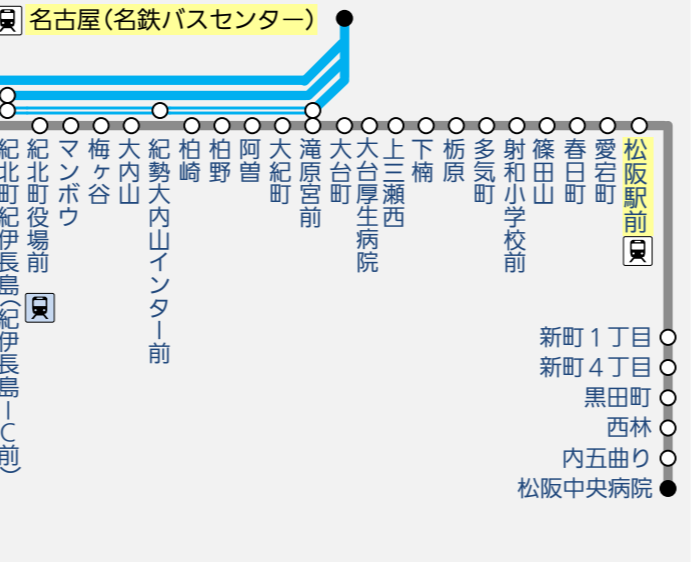 名古屋(名鉄バスセンター)
紀北町紀伊長島(紀伊長島IC前)
紀北町役場前
マンボウ
梅ヶ谷
大内山
紀勢大内山インター前
柏崎
柏野
阿曽
大紀町
滝原宮前
大台町
大台厚生病院
上三瀬西
下楠
栃原
多気町
射和小学校前
篠田山
春日町
愛宕町
松阪駅前
新町1丁目
新町4丁目
黒田町
西林
内五曲り
松阪中央病院